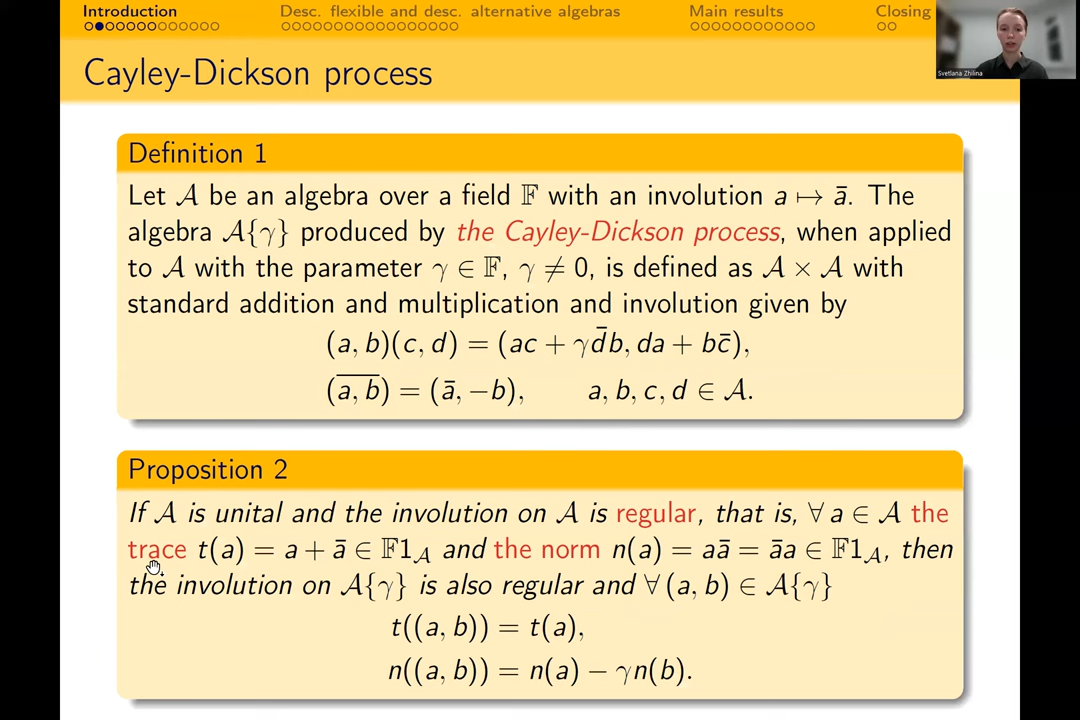 Introduction
Desc. flexible and desc. alternative algebras
Main results
Closing
Svetlana Zhilina
Cayley-Dickson process
Definition 1
Let 𝒜 be an algebra over a field 𝔽 with an involution a ↦ ā. The
algebra 𝒜{γ} produced by the Cayley-Dickson process, when applied
to 𝒜 with the parameter γ ∈ 𝔽, γ ≠ 0, is defined as 𝒜 × 𝒜 with
standard addition and multiplication and involution given by
(a, b)(c, d) = (ac + γd̄b, da + bc̄),
(\overline{a, b}) = (ā, −b), a, b, c, d ∈ 𝒜.
Proposition 2
If 𝒜 is unital and the involution on 𝒜 is regular, that is, ∀ a ∈ 𝒜 the
trace t(a) = a + ā ∈ 𝔽1_𝒜 and the norm n(a) = aā = āa ∈ 𝔽1_𝒜, then
the involution on 𝒜{γ} is also regular and ∀ (a, b) ∈ 𝒜{γ}
t((a, b)) = t(a),
n((a, b)) = n(a) − γn(b).